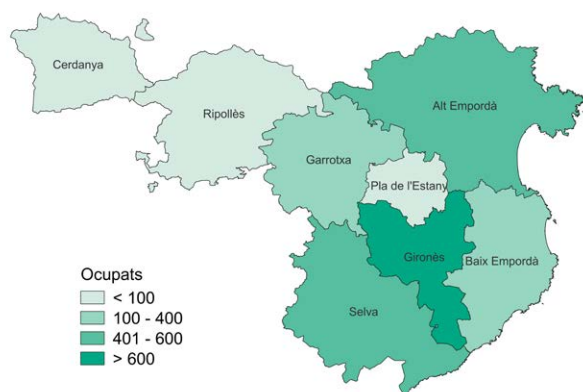 Cerdanya
Ripollès
Alt Empordà
Garrotxa
Pla de l'Estany
Gironès
Baix Empordà
Selva
Ocupats
< 100
100 - 400
401 - 600
> 600